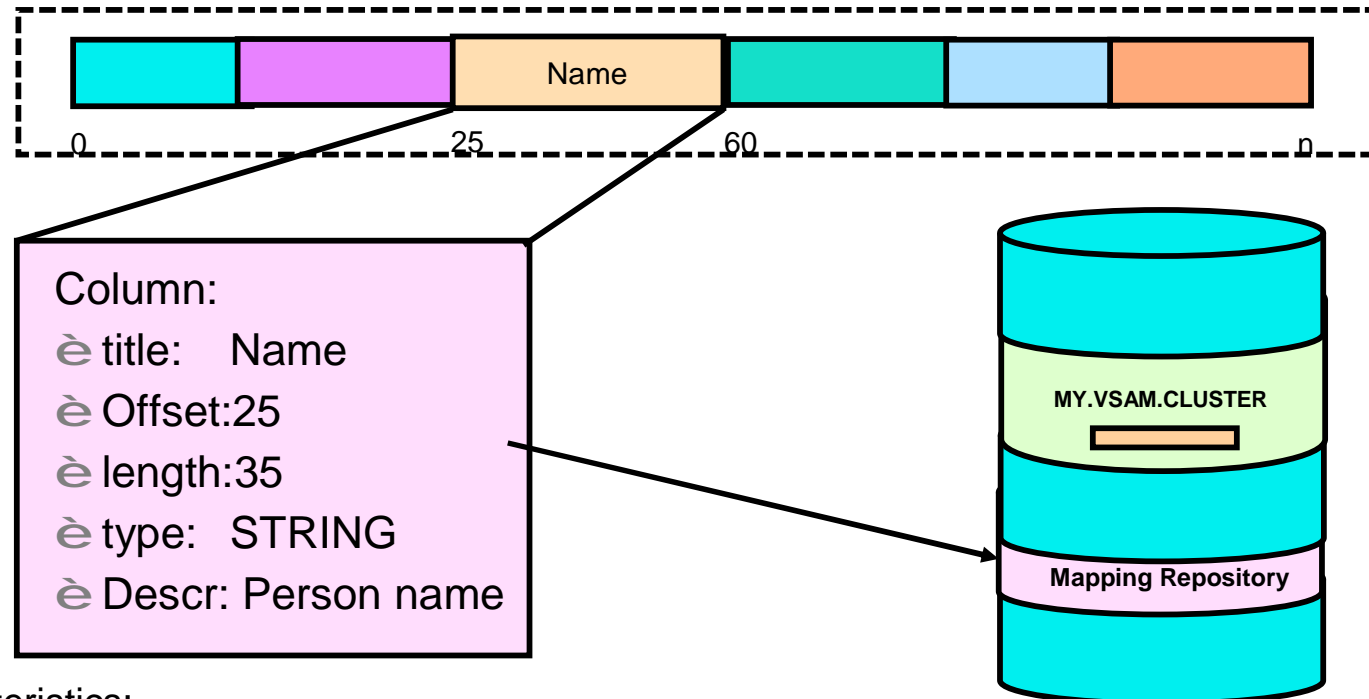 Name
0 25 60 n
Column:
è title: Name
è Offset:25
è length:35
è type: STRING
è Descr: Person name
MY.VSAM.CLUSTER
Mapping Repository